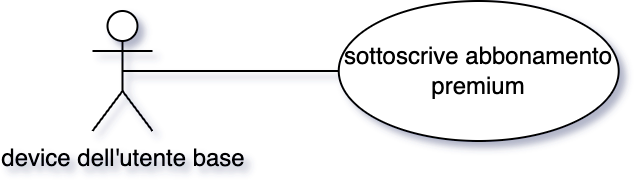 sottoscrive abbonamento
premium
device dell'utente base